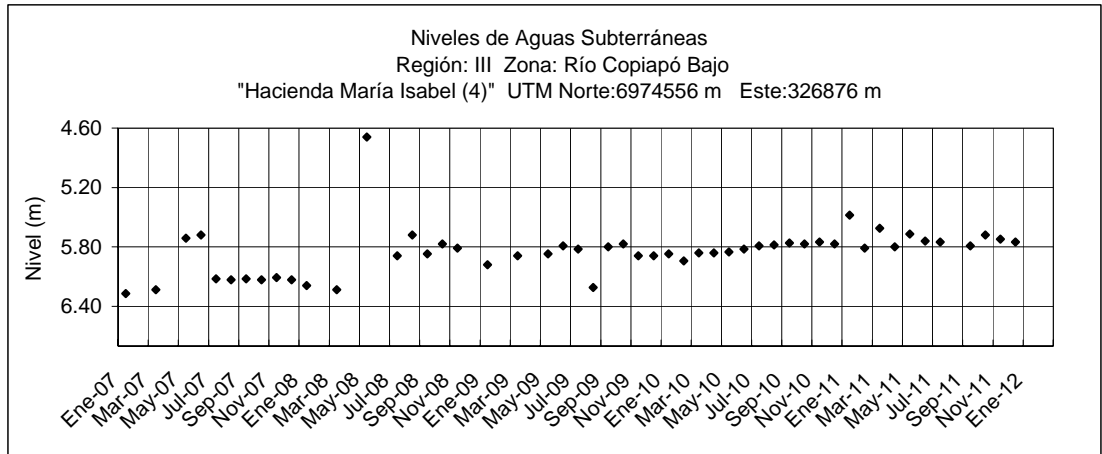 Niveles de Aguas Subterráneas
Región: III Zona: Río Copiapó Bajo
"Hacienda María Isabel (4)" UTM Norte:6974556 m Este:326876 m
Nivel (m)
4.60
5.20
5.80
6.40
Ene-07
Mar-07
May-07
Jul-07
Sep-07
Nov-07
Ene-08
Mar-08
May-08
Jul-08
Sep-08
Nov-08
Ene-09
Mar-09
May-09
Jul-09
Sep-09
Nov-09
Ene-10
Mar-10
May-10
Jul-10
Sep-10
Nov-10
Ene-11
Mar-11
May-11
Jul-11
Sep-11
Nov-11
Ene-12